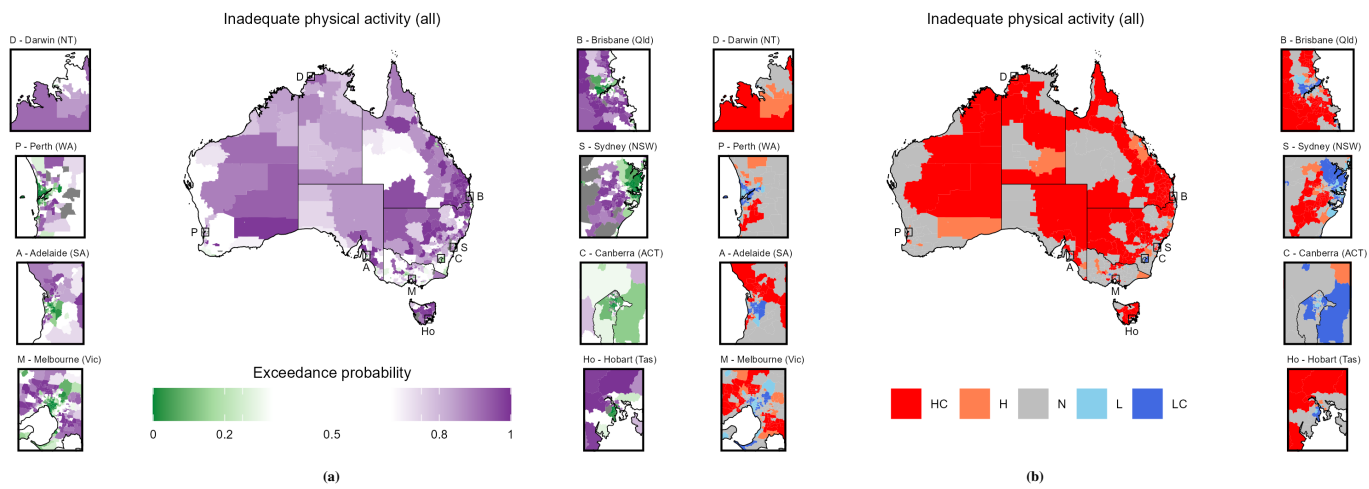 Inadequate physical activity (all)
D - Darwin (NT)
P - Perth (WA)
A - Adelaide (SA)
M - Melbourne (Vic)
B - Brisbane (Qld)
S - Sydney (NSW)
C - Canberra (ACT)
Ho - Hobart (Tas)
D
B
P
S
C
A
M
Ho
Exceedance probability
0 0.2 0.5 0.8 1
(a)
Inadequate physical activity (all)
D - Darwin (NT)
P - Perth (WA)
A - Adelaide (SA)
M - Melbourne (Vic)
B - Brisbane (Qld)
S - Sydney (NSW)
C - Canberra (ACT)
Ho - Hobart (Tas)
D
B
P
S
C
A
M
Ho
HC H N L LC
(b)